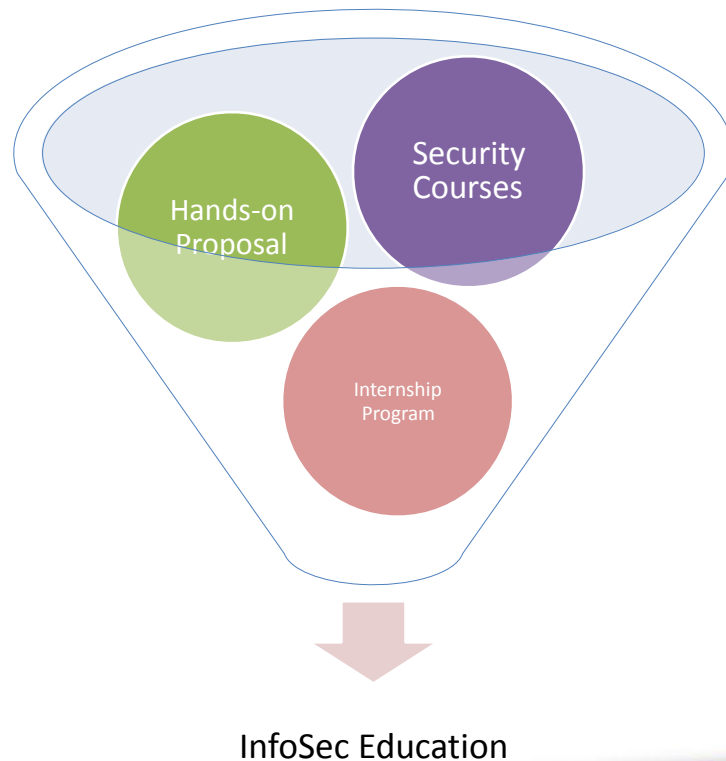 Security
Courses
Hands-on
Proposal
Internship
Program
InfoSec Education